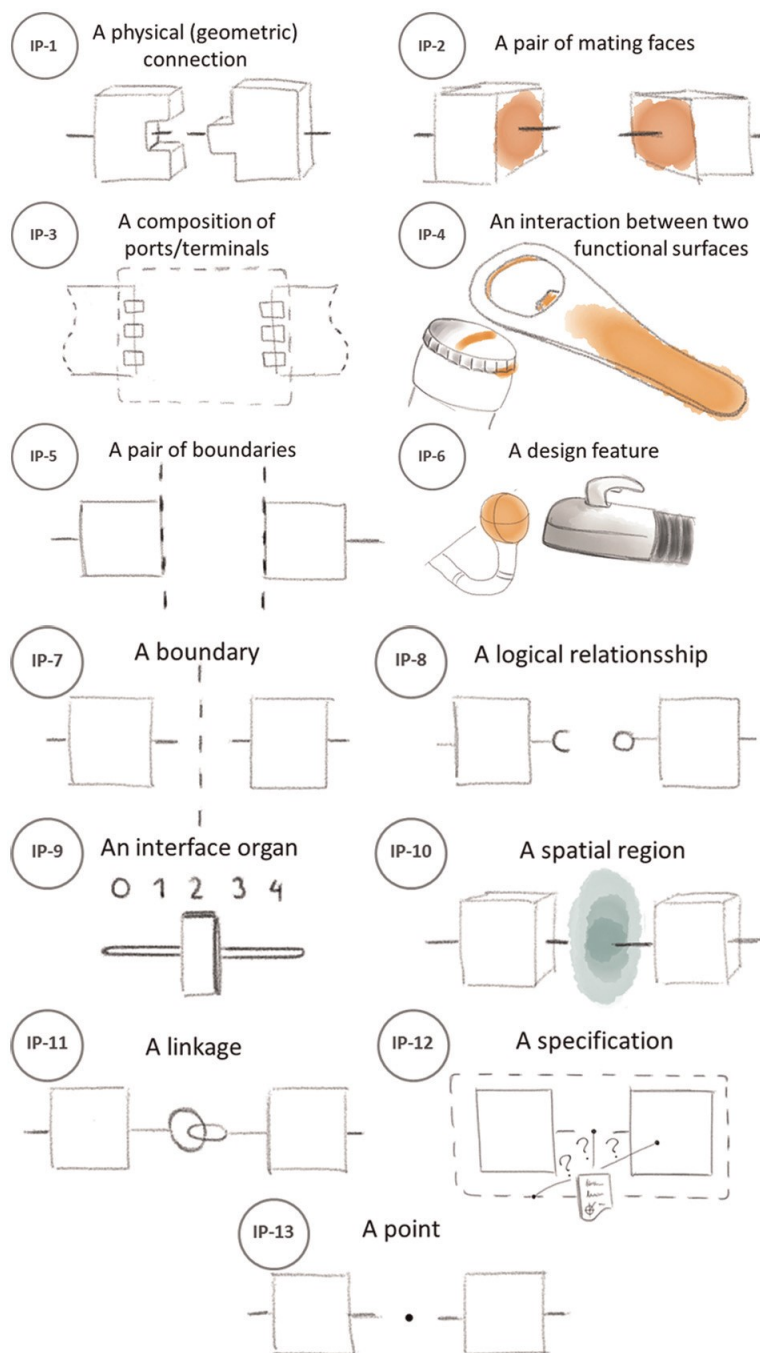 IP-1
A physical (geometric)
connection
IP-2
A pair of mating faces
IP-3
A composition of
ports/terminals
IP-4
An interaction between two
functional surfaces
IP-5
A pair of boundaries
IP-6
A design feature
IP-7
A boundary
IP-8
A logical relationsship
IP-9
An interface organ
0 1 2 3 4
IP-10
A spatial region
IP-11
A linkage
IP-12
A specification
? ? ?
IP-13
A point